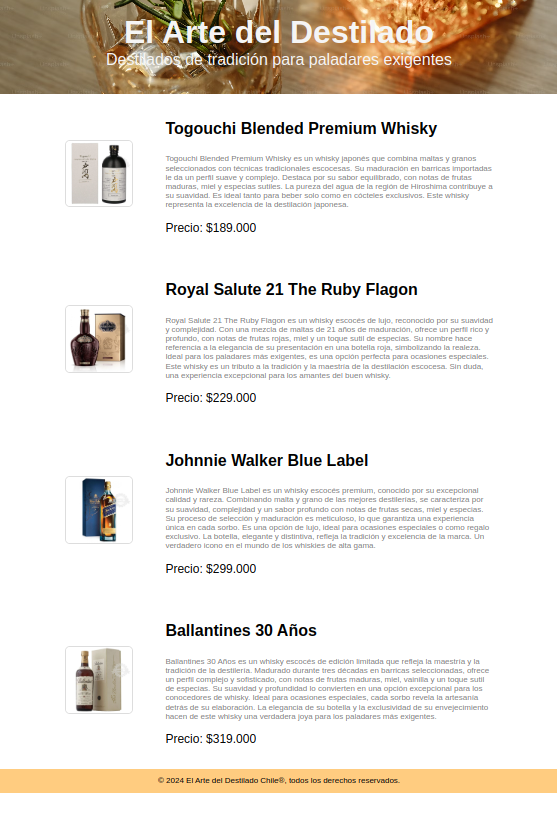 El Arte del Destilado
Destilados de tradición para paladares exigentes
Togouchi Blended Premium Whisky
Togouchi Blended Premium Whisky es un whisky japonés que combina maltas y granos
seleccionados con técnicas tradicionales escocesas. Su maduración en barricas importadas
le da un perfil suave y complejo. Destaca por su sabor equilibrado, con notas de frutas
maduras, miel y especias sutiles. La pureza del agua de la región de Hiroshima contribuye a
su suavidad. Es ideal tanto para beber solo como en cócteles exclusivos. Este whisky
representa la excelencia de la destilación japonesa.
Precio: $189.000
Royal Salute 21 The Ruby Flagon
Royal Salute 21 The Ruby Flagon es un whisky escocés de lujo, reconocido por su suavidad
y complejidad. Con una mezcla de maltas de 21 años de maduración, ofrece un perfil rico y
profundo, con notas de frutas rojas, miel y un toque sutil de especias. Su nombre hace
referencia a la elegancia de su presentación en una botella roja, simbolizando la realeza.
Ideal para los paladares más exigentes, es una opción perfecta para ocasiones especiales.
Este whisky es un tributo a la tradición y la maestría de la destilación escocesa. Sin duda,
una experiencia excepcional para los amantes del buen whisky.
Precio: $229.000
Johnnie Walker Blue Label
Johnnie Walker Blue Label es un whisky escocés premium, conocido por su excepcional
calidad y rareza. Combinando malta y grano de las mejores destilerías, se caracteriza por
su suavidad, complejidad y un sabor profundo con notas de frutas secas, miel y especias.
Su proceso de selección y maduración es meticuloso, lo que garantiza una experiencia
única en cada sorbo. Es una opción de lujo, ideal para ocasiones especiales o como regalo
exclusivo. La botella, elegante y distintiva, refleja la tradición y excelencia de la marca. Un
verdadero ícono en el mundo de los whiskies de alta gama.
Precio: $299.000
Ballantines 30 Años
Ballantines 30 Años es un whisky escocés de edición limitada que refleja la maestría y la
tradición de la destilería. Madurado durante tres décadas en barricas seleccionadas, ofrece
un perfil complejo y sofisticado, con notas de frutas maduras, miel, vainilla y un toque sutil
de especias. Su suavidad y profundidad lo convierten en una opción excepcional para los
conocedores de whisky. Ideal para ocasiones especiales, cada sorbo revela la artesanía
detrás de su elaboración. La elegancia de su botella y la exclusividad de su envejecimiento
hacen de este whisky una verdadera joya para los paladares más exigentes.
Precio: $319.000
© 2024 El Arte del Destilado Chile®, todos los derechos reservados.